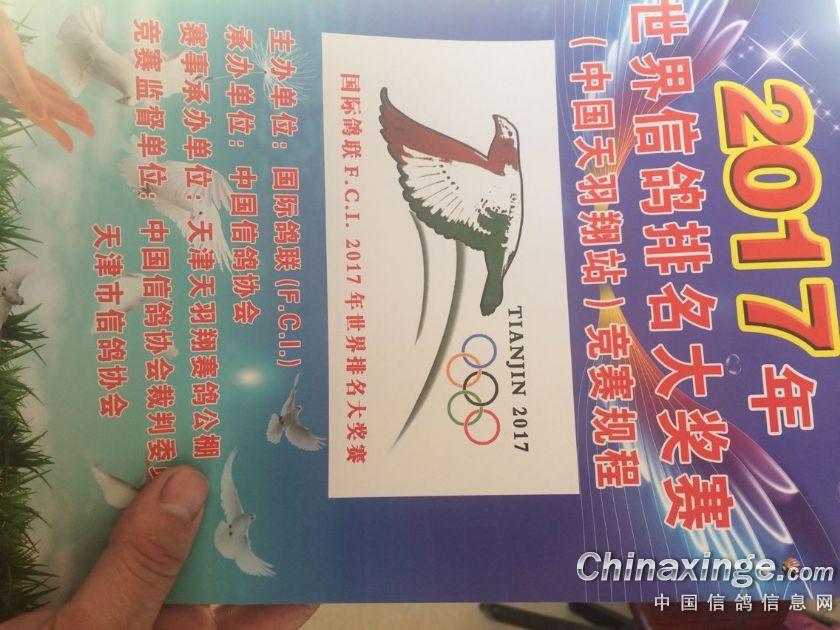 2017年
世界信鸽排名大奖赛
（中国天羽翔站）竞赛规程
TIANJIN 2017
国际鸽联 F.C.I. 2017 年世界排名大奖赛
主办单位：国际鸽联 (F.C.I.)
承办单位：中国信鸽协会
赛事承办单位：天津天羽翔赛鸽公棚
竞赛监督单位：中国信鸽协会裁判委
天津市信鸽协会
Chinaxinge.com
中国信鸽信息网